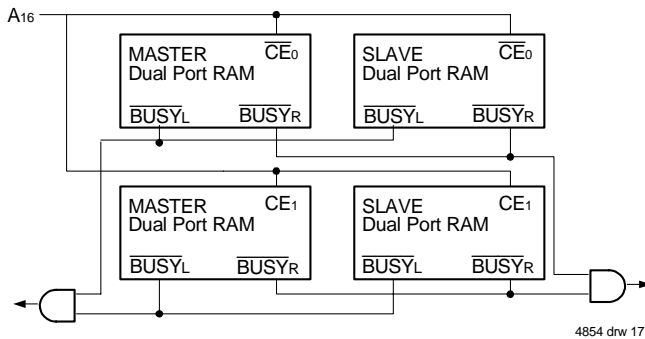 A16
MASTER CE0 SLAVE CE0
Dual Port RAM Dual Port RAM
BUSYL BUSYR BUSYL BUSYR
MASTER CE1 SLAVE CE1
Dual Port RAM Dual Port RAM
BUSYL BUSYR BUSYL BUSYR
4854 drw 17